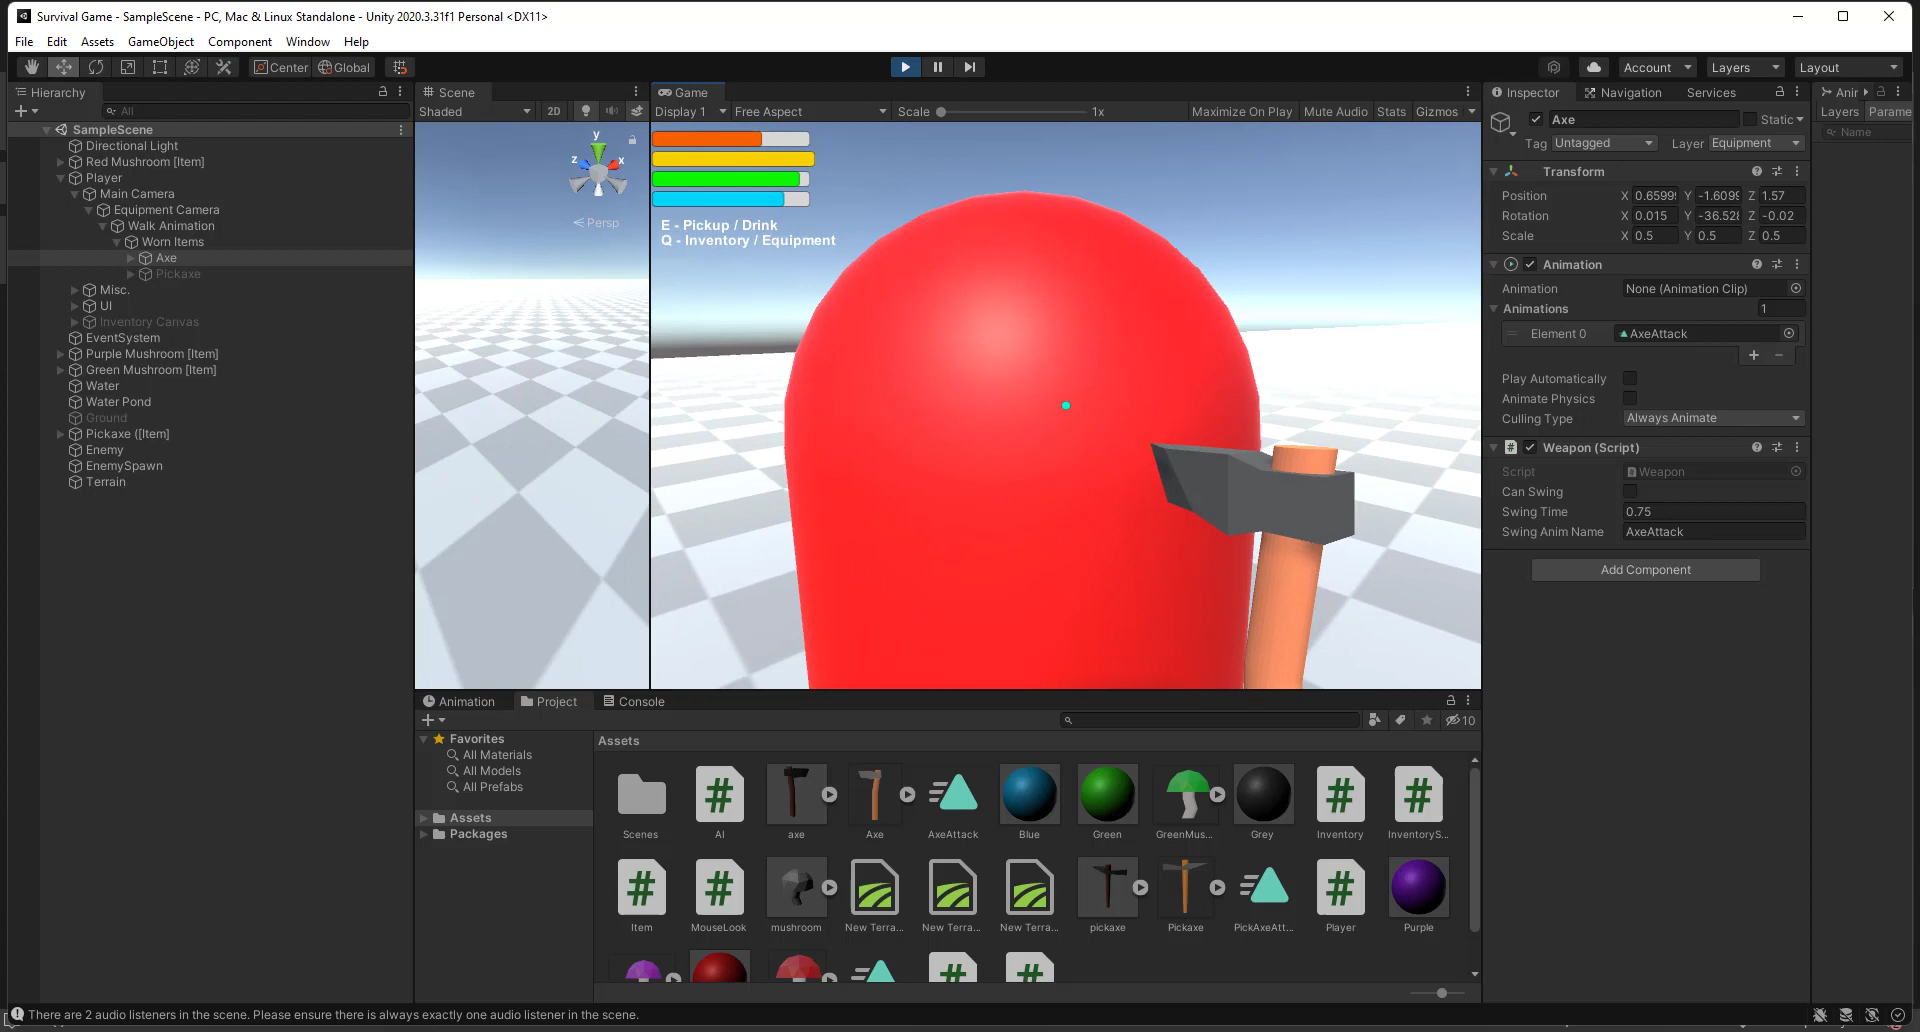 Survival Game - SampleScene - PC, Mac & Linux Standalone - Unity 2020.3.31f1 Personal <DX11>
File Edit Assets GameObject Component Window Help
Center Global Account Layers Layout
Hierarchy
All
SampleScene
Directional Light
Red Mushroom [Item]
Player
Main Camera
Equipment Camera
Walk Animation
Worn Items
Axe
Pickaxe
Misc.
UI
Inventory Canvas
EventSystem
Purple Mushroom [Item]
Green Mushroom [Item]
Water
Water Pond
Ground
Pickaxe ([Item]
Enemy
EnemySpawn
Terrain
Scene
Shaded 2D
y
z x
Persp
Game
Display 1 Free Aspect Scale 1x Maximize On Play Mute Audio Stats Gizmos
E - Pickup / Drink
Q - Inventory / Equipment
Inspector Navigation Services
Axe Static
Tag Untagged Layer Equipment
Transform
Position X 0.6599 Y -1.609 Z 1.57
Rotation X 0.015 Y -36.528 Z -0.02
Scale X 0.5 Y 0.5 Z 0.5
Animation
Animation None (Animation Clip)
Animations 1
Element 0 AxeAttack
Play Automatically
Animate Physics
Culling Type Always Animate
Weapon (Script)
Script Weapon
Can Swing
Swing Time 0.75
Swing Anim Name AxeAttack
Add Component
Anir
Layers Parame
Name
Animation Project Console
10
Favorites
All Materials
All Models
All Prefabs
Assets
Packages
Assets
Scenes AI axe Axe AxeAttack Blue Green GreenMus... Grey Inventory InventoryS...
Item MouseLook mushroom New Terra... New Terra... New Terra... pickaxe Pickaxe PickAxeAtt... Player Purple
There are 2 audio listeners in the scene. Please ensure there is always exactly one audio listener in the scene.